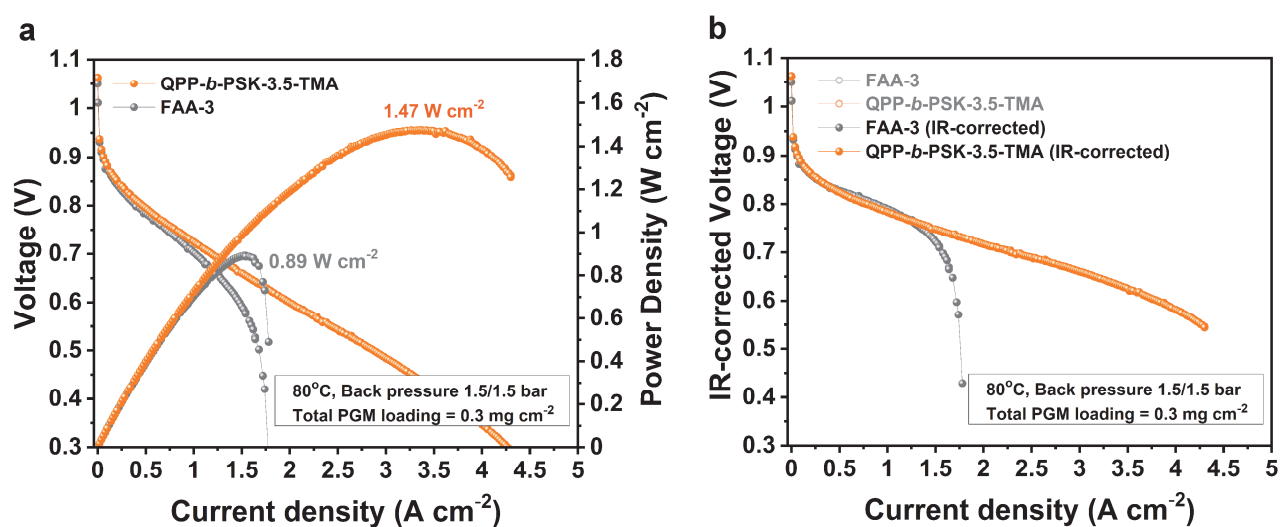 a
1.1
1
0.9
0.8
0.7
0.6
0.5
0.4
0.3
Voltage (V)
QPP-b-PSK-3.5-TMA
FAA-3
1.47 W cm-2
0.89 W cm-2
80oC, Back pressure 1.5/1.5 bar
Total PGM loading = 0.3 mg cm-2
1.8
1.6
1.4
1.2
1
0.8
0.6
0.4
0.2
0
Power Density (W cm-2)
0 0.5 1 1.5 2 2.5 3 3.5 4 4.5 5
Current density (A cm-2)
b
1.1
1
0.9
0.8
0.7
0.6
0.5
0.4
0.3
IR-corrected Voltage (V)
FAA-3
QPP-b-PSK-3.5-TMA
FAA-3 (IR-corrected)
QPP-b-PSK-3.5-TMA (IR-corrected)
80oC, Back pressure 1.5/1.5 bar
Total PGM loading = 0.3 mg cm-2
0 0.5 1 1.5 2 2.5 3 3.5 4 4.5 5
Current density (A cm-2)